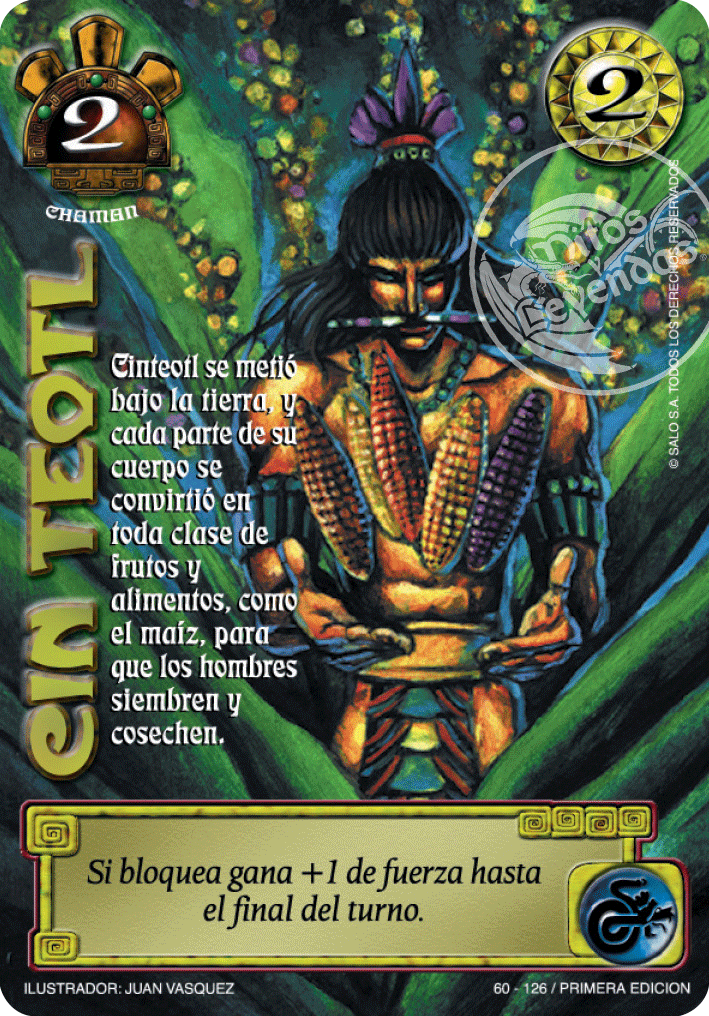 2
2
CHAMAN
mitos
y
Leyendas
© SALO S.A. TODOS LOS DERECHOS RESERVADOS
CIN TEOTL
Cinteotl se metió
bajo la tierra, y
cada parte de su
cuerpo se
convirtió en
toda clase de
frutos y
alimentos, como
el maíz, para
que los hombres
siembren y
cosechen.
Si bloquea gana +1 de fuerza hasta
el final del turno.
ILUSTRADOR: JUAN VASQUEZ
60 - 126 / PRIMERA EDICION